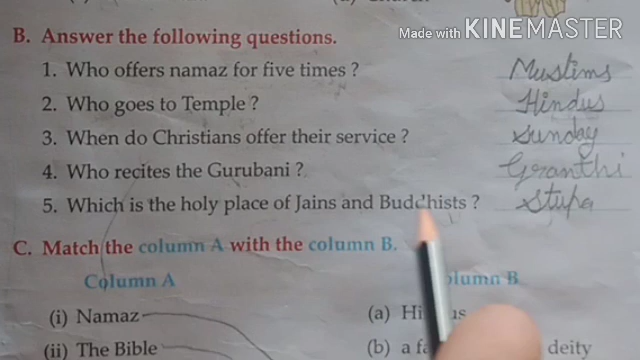 Made with KINEMASTER
B. Answer the following questions.
1. Who offers namaz for five times ? Muslims
2. Who goes to Temple ? Hindus
3. When do Christians offer their service ? Sunday
4. Who recites the Gurubani ? Granthi
5. Which is the holy place of Jains and Buddhists ? Stupa
C. Match the column A with the column B.
Column A
(i) Namaz (a)
(ii) The Bible (b) a deity